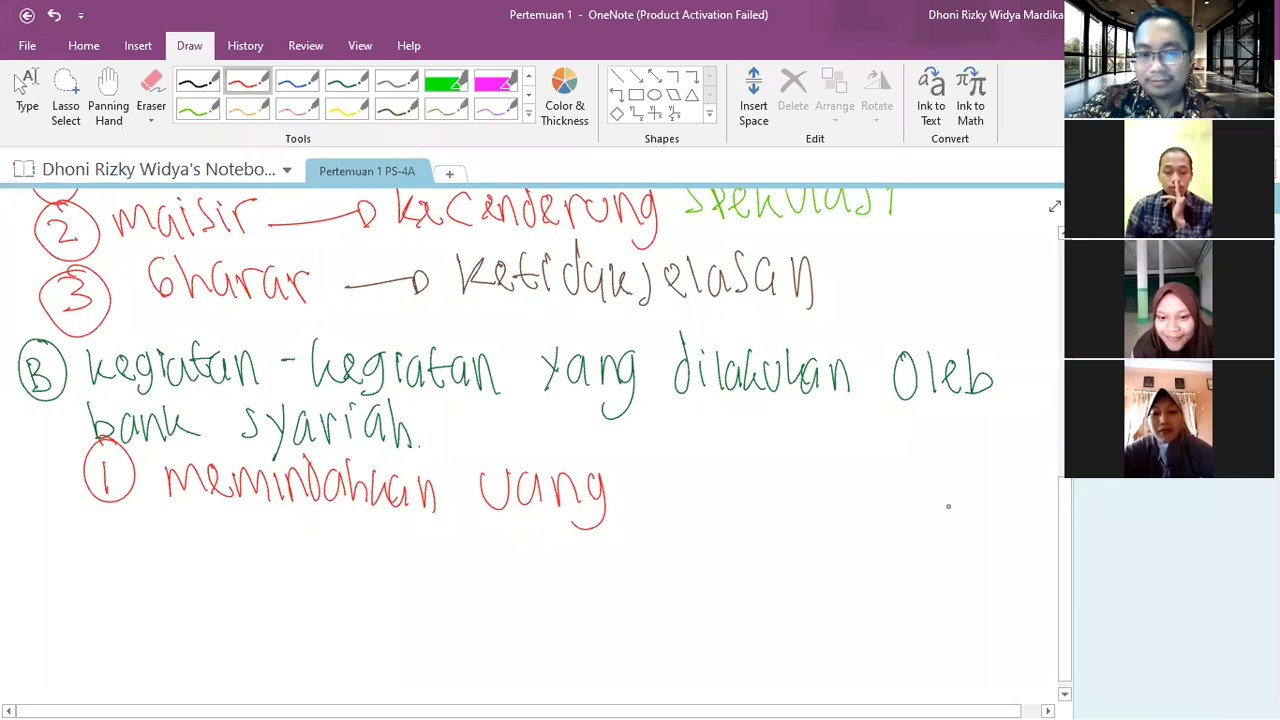 Pertemuan 1 - OneNote (Product Activation Failed)
Dhoni Rizky Widya Mardika
File Home Insert Draw History Review View Help
Type
Lasso Select
Panning Hand
Eraser
Color & Thickness
Insert Space
Delete
Arrange
Rotate
Ink to Text
Ink to Math
Tools
Shapes
Edit
Convert
Dhoni Rizky Widya's Notebo...
Pertemuan 1 PS-4A
2 maisir kecenderung spekulasi
3 Gharar ketidakjelasan
B kegiatan - kegiatan yang dilakukan oleh
bank syariah.
1 memindahkan uang